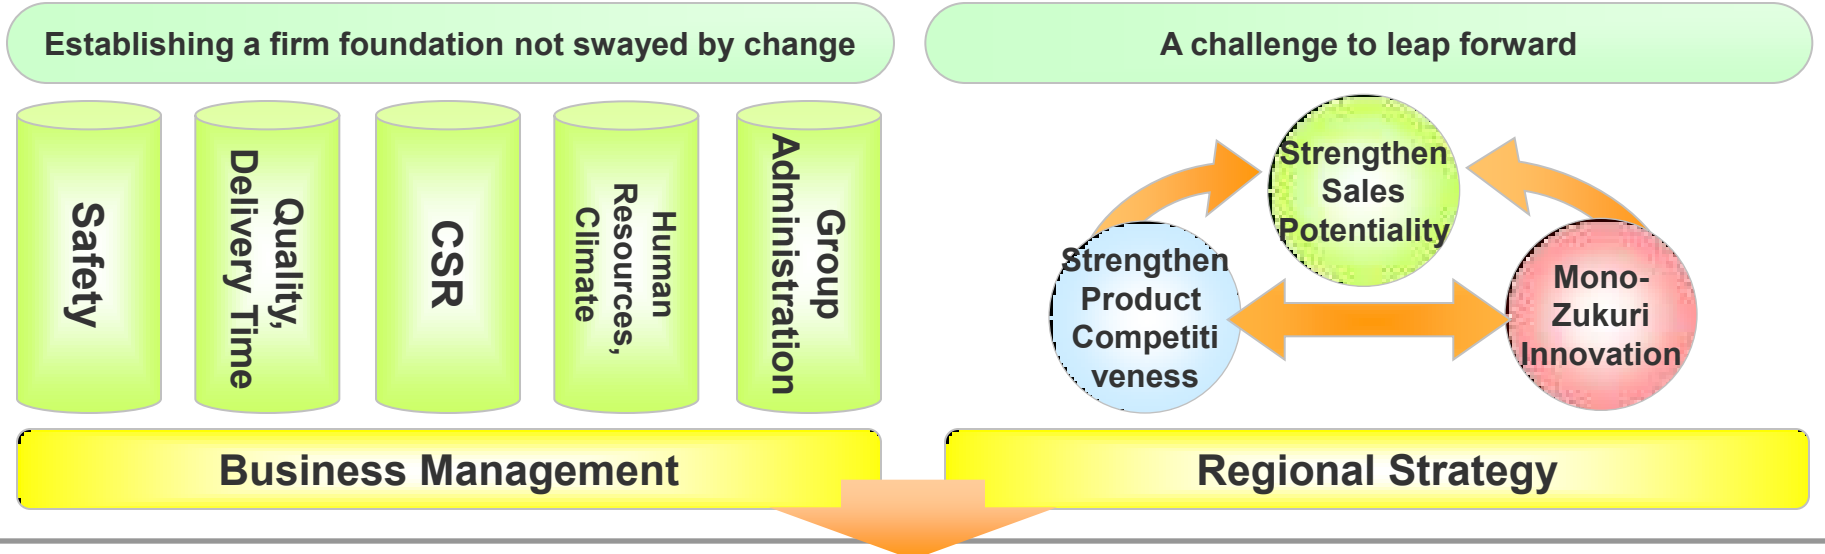 Establishing a firm foundation not swayed by change
A challenge to leap forward
Safety
Quality,
Delivery Time
CSR
Human
Resources,
Climate
Group
Administration
Strengthen
Sales
Potentiality
Strengthen
Product
Competiti
veness
Mono-
Zukuri
Innovation
Business Management
Regional Strategy